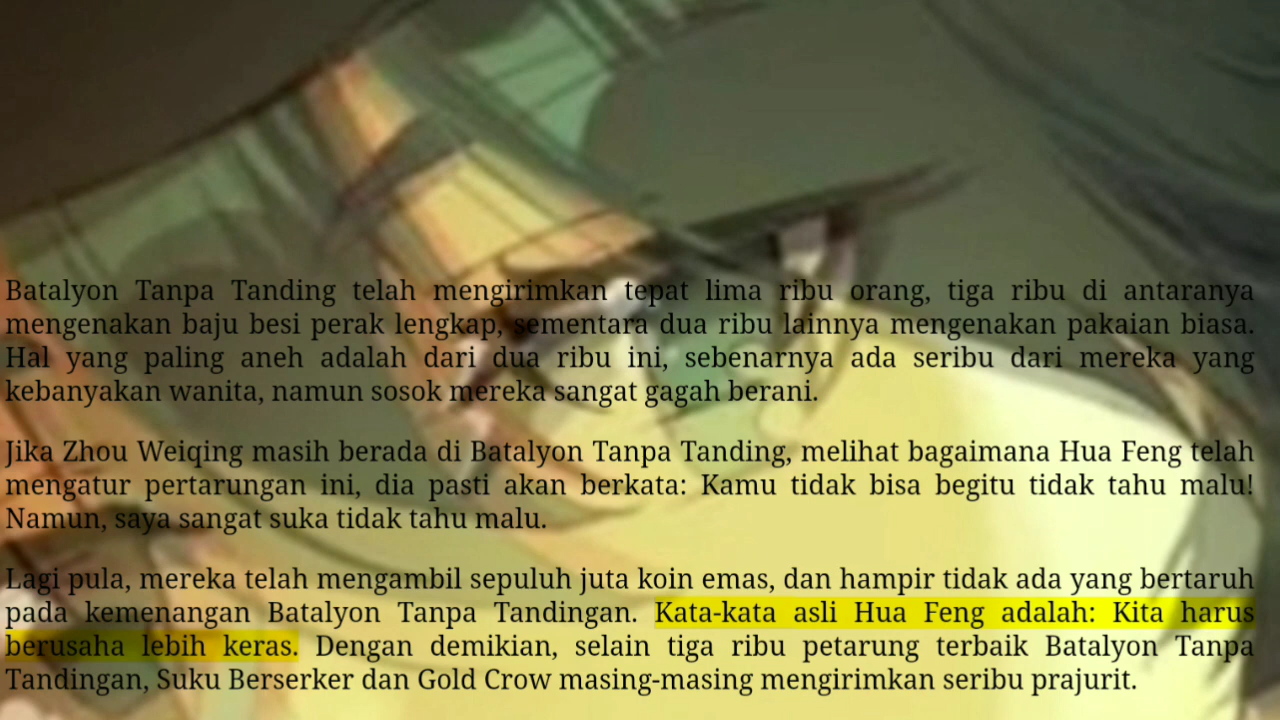 Batalyon Tanpa Tanding telah mengirimkan tepat lima ribu orang, tiga ribu di antaranya
mengenakan baju besi perak lengkap, sementara dua ribu lainnya mengenakan pakaian biasa.
Hal yang paling aneh adalah dari dua ribu ini, sebenarnya ada seribu dari mereka yang
kebanyakan wanita, namun sosok mereka sangat gagah berani.
Jika Zhou Weiqing masih berada di Batalyon Tanpa Tanding, melihat bagaimana Hua Feng telah
mengatur pertarungan ini, dia pasti akan berkata: Kamu tidak bisa begitu tidak tahu malu!
Namun, saya sangat suka tidak tahu malu.
Lagi pula, mereka telah mengambil sepuluh juta koin emas, dan hampir tidak ada yang bertaruh
pada kemenangan Batalyon Tanpa Tandingan. Kata-kata asli Hua Feng adalah: Kita harus
berusaha lebih keras. Dengan demikian, selain tiga ribu petarung terbaik Batalyon Tanpa
Tandingan, Suku Berserker dan Gold Crow masing-masing mengirimkan seribu prajurit.